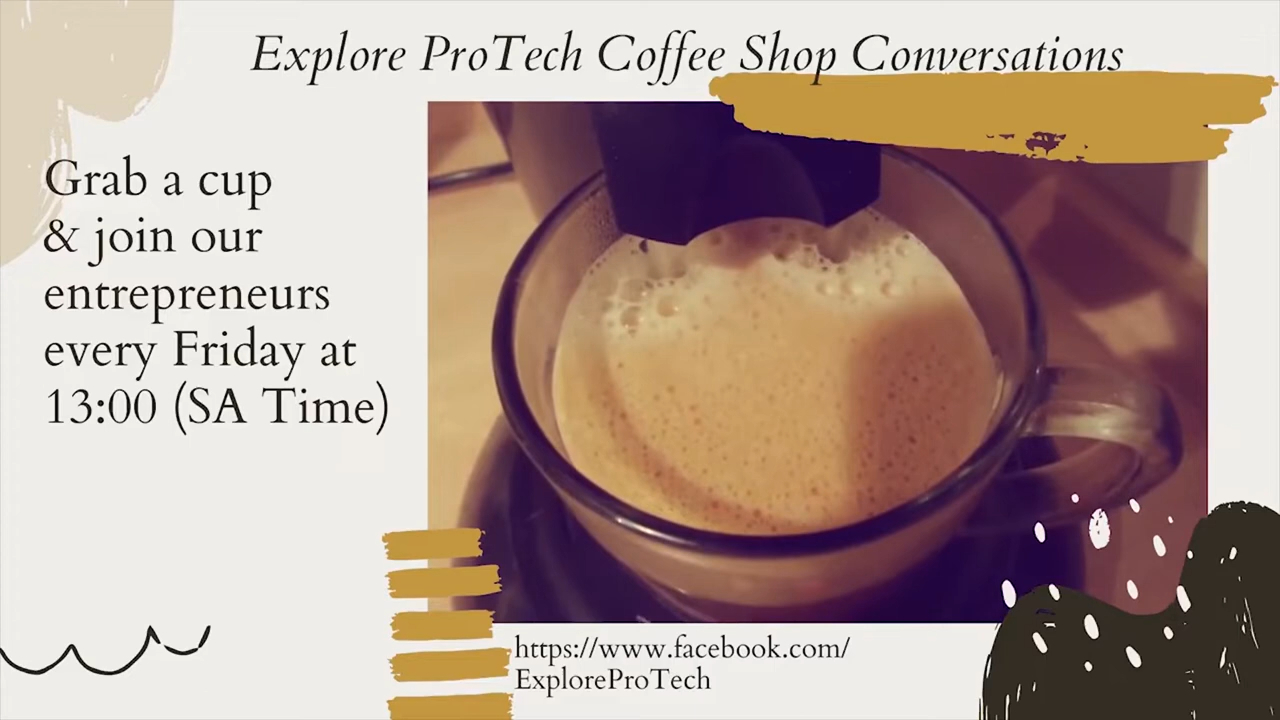 Explore ProTech Coffee Shop Conversations
Grab a cup
& join our
entrepreneurs
every Friday at
13:00 (SA Time)
https://www.facebook.com/
ExploreProTech